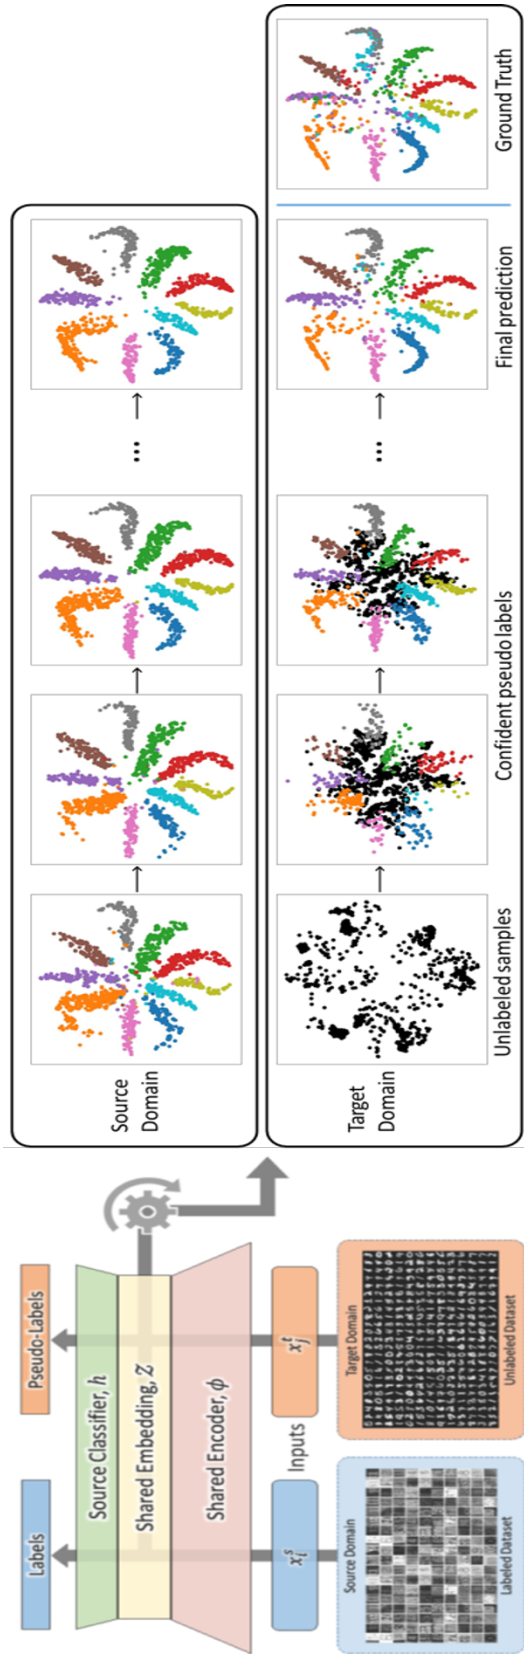 Labels
Pseudo-Labels
Source Classifier, h
Shared Embedding, Z
Shared Encoder, ϕ
x_i^s
Inputs
x_j^t
Source Domain
Labeled Dataset
Target Domain
Unlabeled Dataset
Source
Domain
...
Target
Domain
...
Unlabeled samples
Confident pseudo labels
Final prediction
Ground Truth